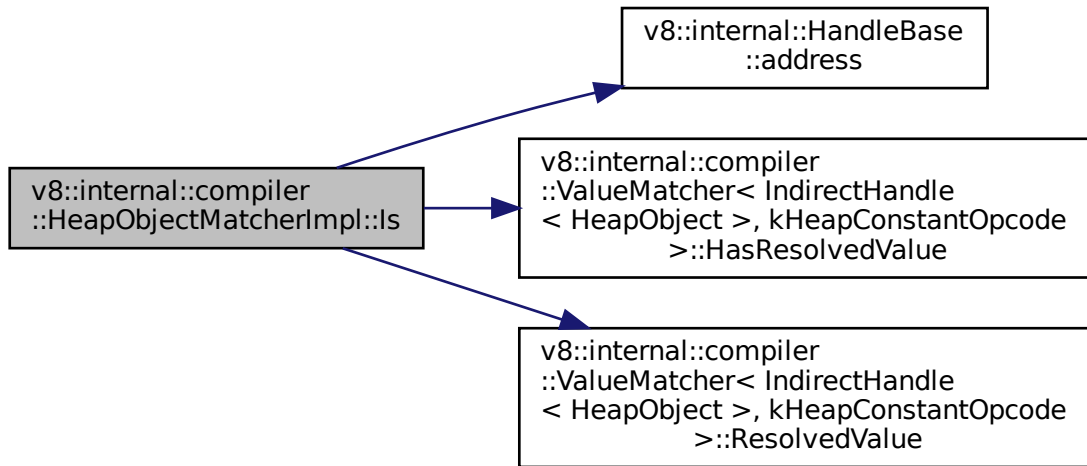 v8::internal::HandleBase
::address
v8::internal::compiler
::HeapObjectMatcherImpl::Is
v8::internal::compiler
::ValueMatcher< IndirectHandle
< HeapObject >, kHeapConstantOpcode
>::HasResolvedValue
v8::internal::compiler
::ValueMatcher< IndirectHandle
< HeapObject >, kHeapConstantOpcode
>::ResolvedValue